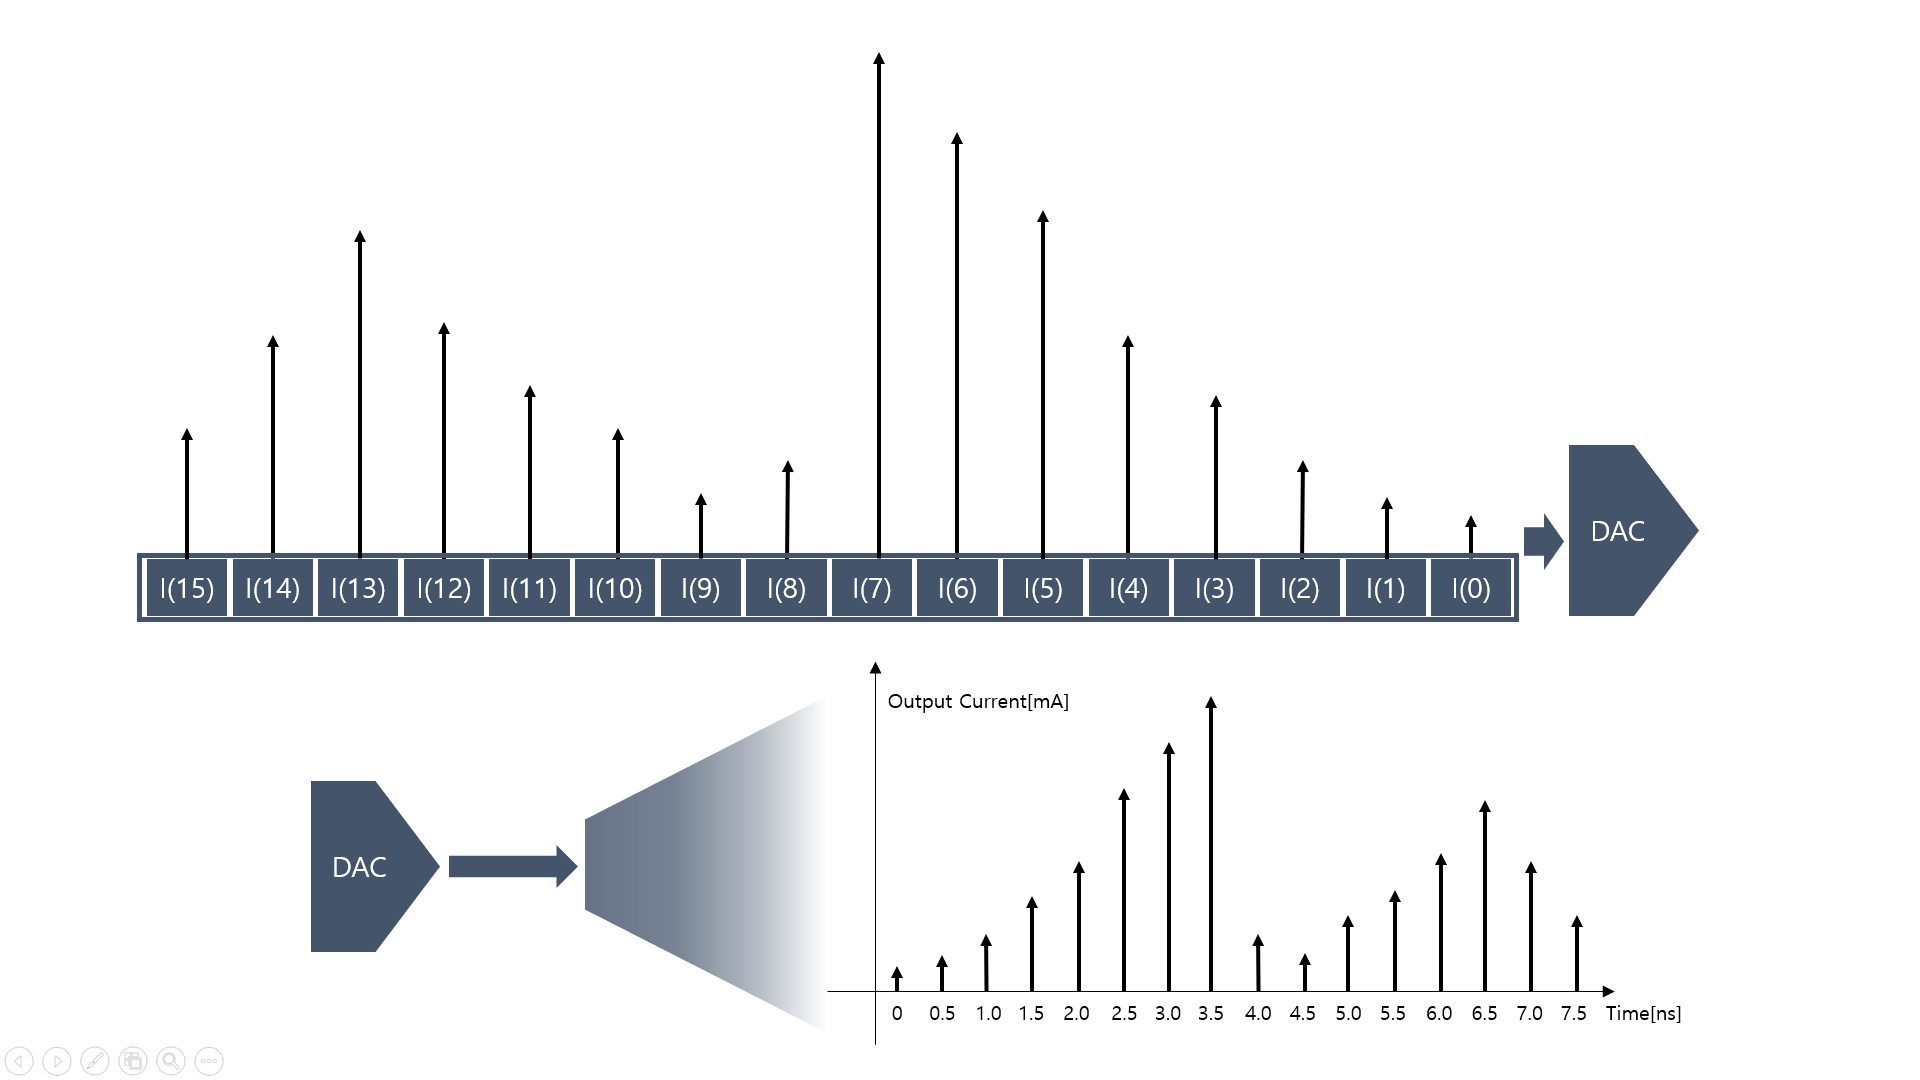 I(15) I(14) I(13) I(12) I(11) I(10) I(9) I(8) I(7) I(6) I(5) I(4) I(3) I(2) I(1) I(0)
DAC
DAC
Output Current[mA]
0 0.5 1.0 1.5 2.0 2.5 3.0 3.5 4.0 4.5 5.0 5.5 6.0 6.5 7.0 7.5 Time[ns]